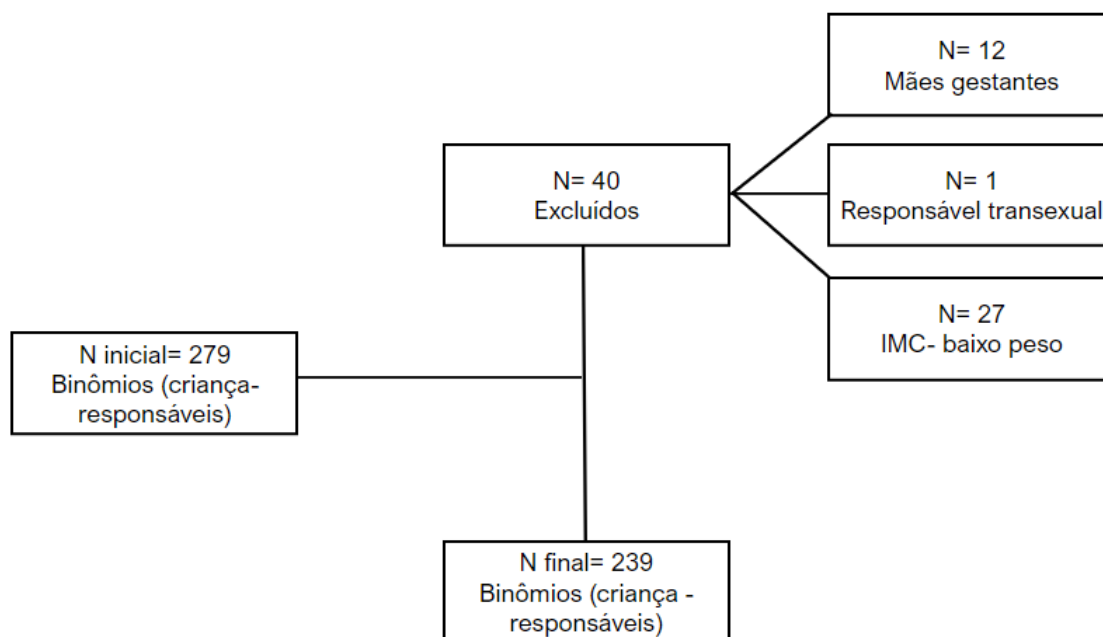 N= 12
Mães gestantes
N= 40
Excluídos
N= 1
Responsável transexual
N= 27
IMC- baixo peso
N inicial= 279
Binômios (criança-
responsáveis)
N final= 239
Binômios (criança -
responsáveis)